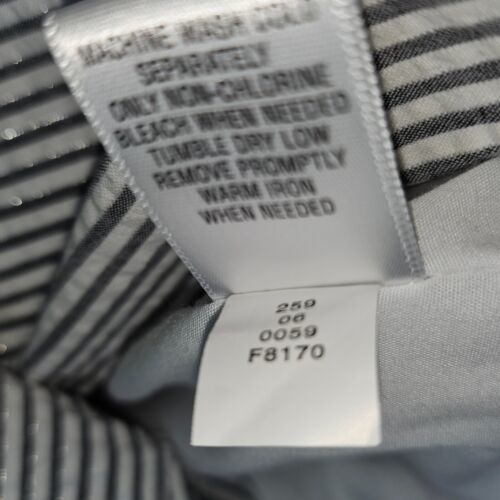 MACHINE WASH COLD
SEPARATELY
ONLY NON-CHLORINE
BLEACH WHEN NEEDED
TUMBLE DRY LOW
REMOVE PROMPTLY
WARM IRON
WHEN NEEDED
259
06
0059
F8170